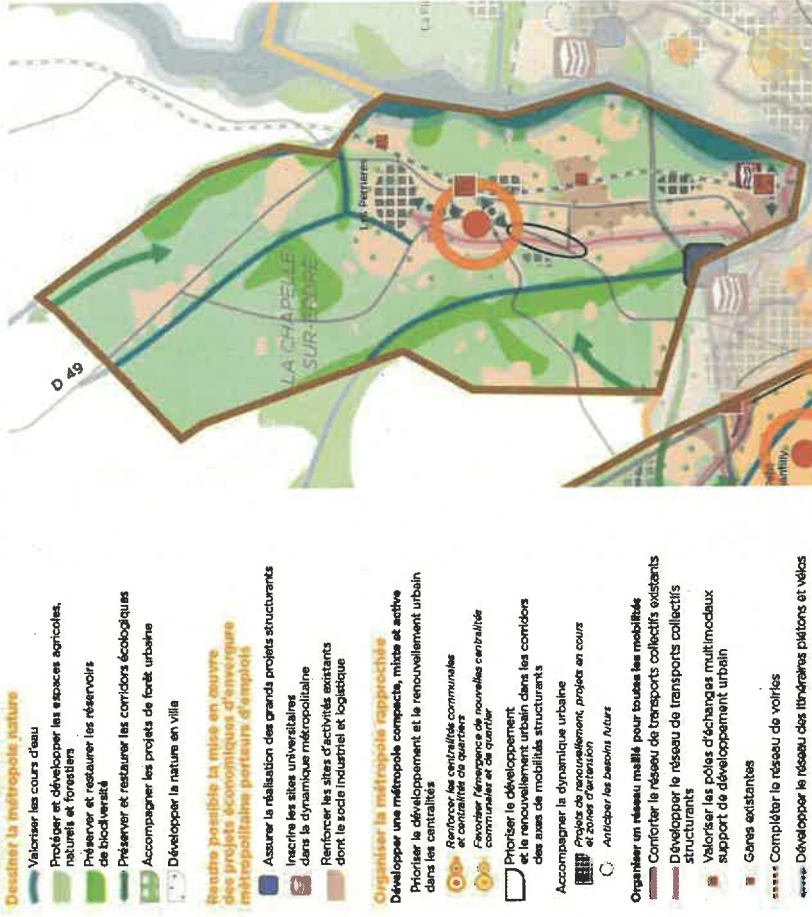 Dessiner la métropole nature
Valoriser les cours d'eau
Protéger et développer les espaces agricoles,
naturels et forestiers
Préserver et restaurer les réservoirs
de biodiversité
Préserver et restaurer les corridors écologiques
Accompagner les projets de forêt urbaine
Développer la nature en ville
Rendre possible la mise en œuvre
des projets économiques d'envergure
métropolitaine porteurs d'emplois
Assurer la réalisation des grands projets structurants
Inscrire les sites universitaires
dans la dynamique métropolitaine
Renforcer les sites d'activités existants
dont le socle industriel et logistique
Organiser la métropole rapprochée
Développer une métropole compacte, mixte et active
Prioriser le développement et le renouvellement urbain
dans les centralités
Renforcer les centralités communales
et centralités de quartiers
Favoriser l'émergence de nouvelles centralités
communales et de quartier
Prioriser le développement
et le renouvellement urbain dans les corridors
des axes de mobilités structurants
Accompagner la dynamique urbaine
Projets de renouvellement, projets en cours
et zones d'extension
Anticiper les besoins futurs
Organiser un réseau maillé pour toutes les mobilités
Conforter le réseau de transports collectifs existants
Développer le réseau de transports collectifs
structurants
Valoriser les pôles d'échanges multimodaux
support de développement urbain
Gares existantes
Compléter le réseau de voiries
Développer le réseau des itinéraires piétons et vélos
D 49
LA CHAPELLE
SUR-ERDRE
Les Perrières